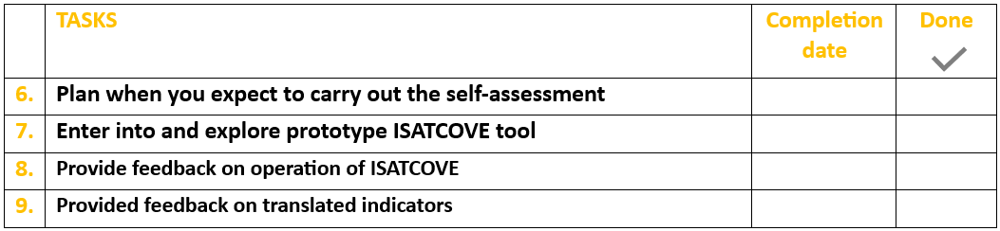 TASKS Completion date Done
6. Plan when you expect to carry out the self-assessment
7. Enter into and explore prototype ISATCOVE tool
8. Provide feedback on operation of ISATCOVE
9. Provided feedback on translated indicators